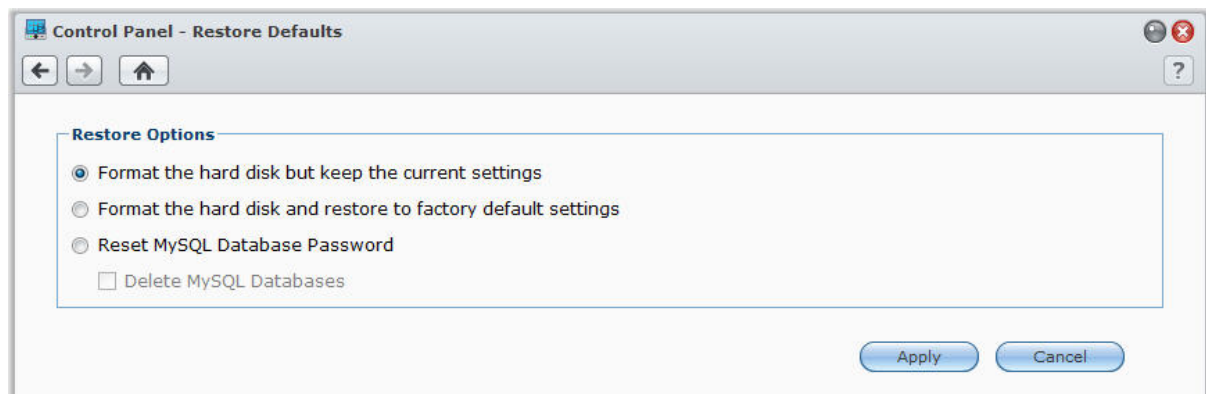 Control Panel - Restore Defaults
?
Restore Options
Format the hard disk but keep the current settings
Format the hard disk and restore to factory default settings
Reset MySQL Database Password
Delete MySQL Databases
Apply Cancel